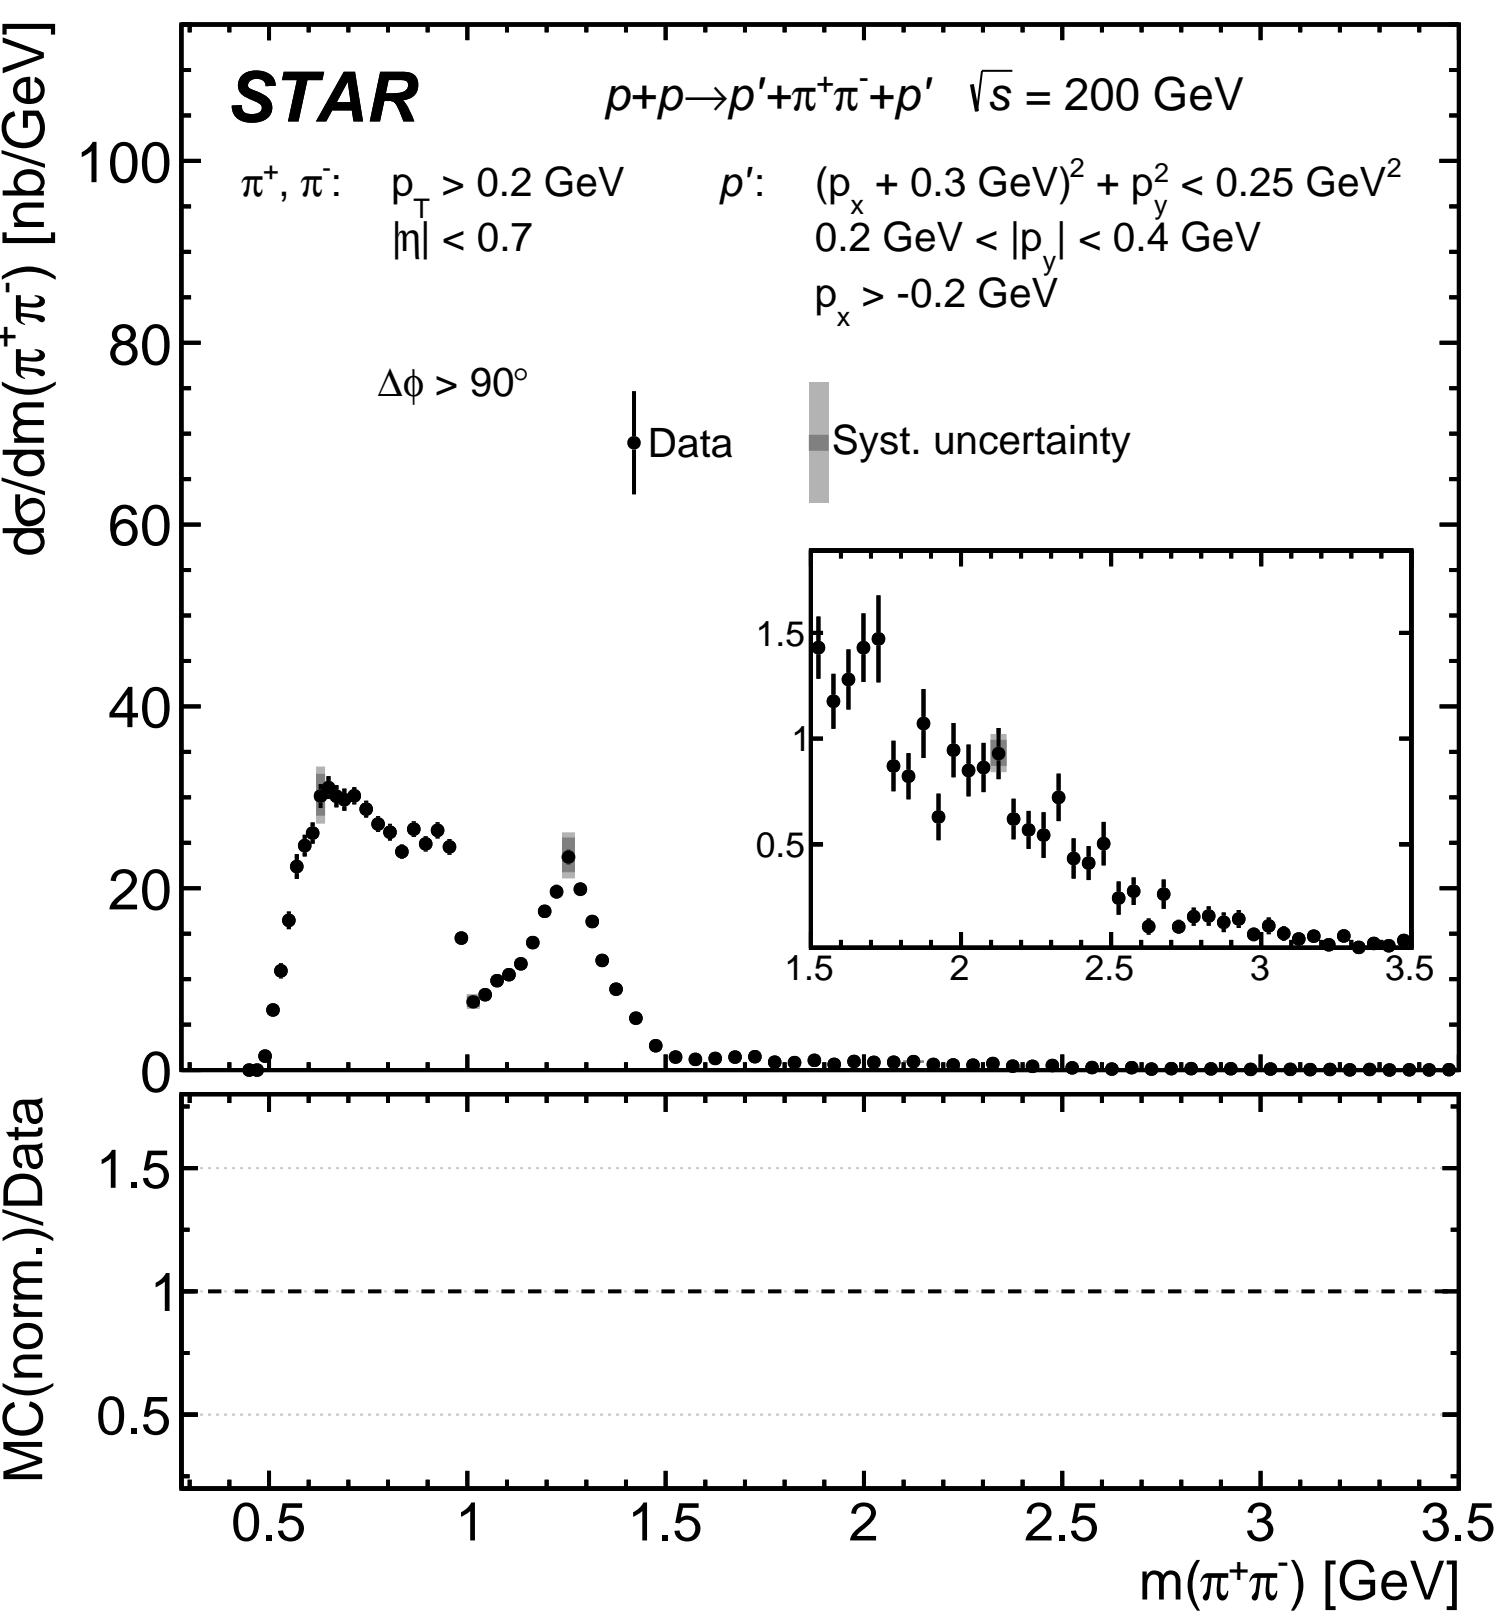 STAR p+p→p′+π⁺π⁻+p′ √s = 200 GeV
π⁺, π⁻: p_T > 0.2 GeV p′: (p_x + 0.3 GeV)² + p_y² < 0.25 GeV²
|η| < 0.7 0.2 GeV < |p_y| < 0.4 GeV
p_x > -0.2 GeV
Δϕ > 90°
Data Syst. uncertainty
dσ/dm(π⁺π⁻) [nb/GeV]
100
80
60
40
20
0
1.5
1
0.5
1.5 2 2.5 3 3.5
MC(norm.)/Data
1.5
1
0.5
0.5 1 1.5 2 2.5 3 3.5
m(π⁺π⁻) [GeV]